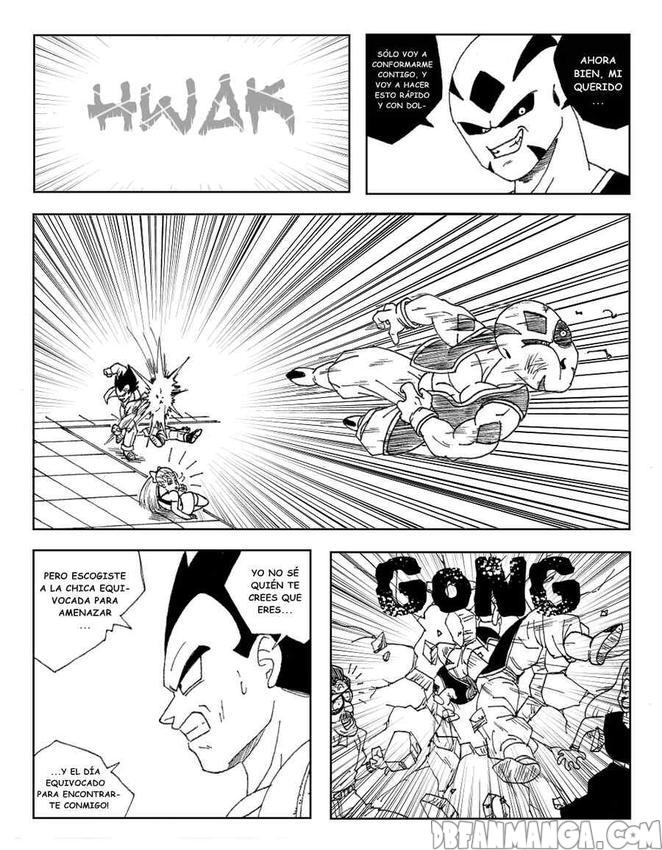 AHORA
BIEN, MI
QUERIDO
...
SÓLO VOY A
CONFORMARME
CONTIGO, Y
VOY A HACER
ESTO RÁPIDO
Y CON DOL-
HWAK
GONG
YO NO SÉ
QUIÉN TE
CREES QUE
ERES...
PERO ESCOGISTE
A LA CHICA EQUI-
VOCADA PARA
AMENAZAR
...
...Y EL DÍA
EQUIVOCADO
PARA ENCONTRAR-
TE CONMIGO!
DBFANMANGA.COM